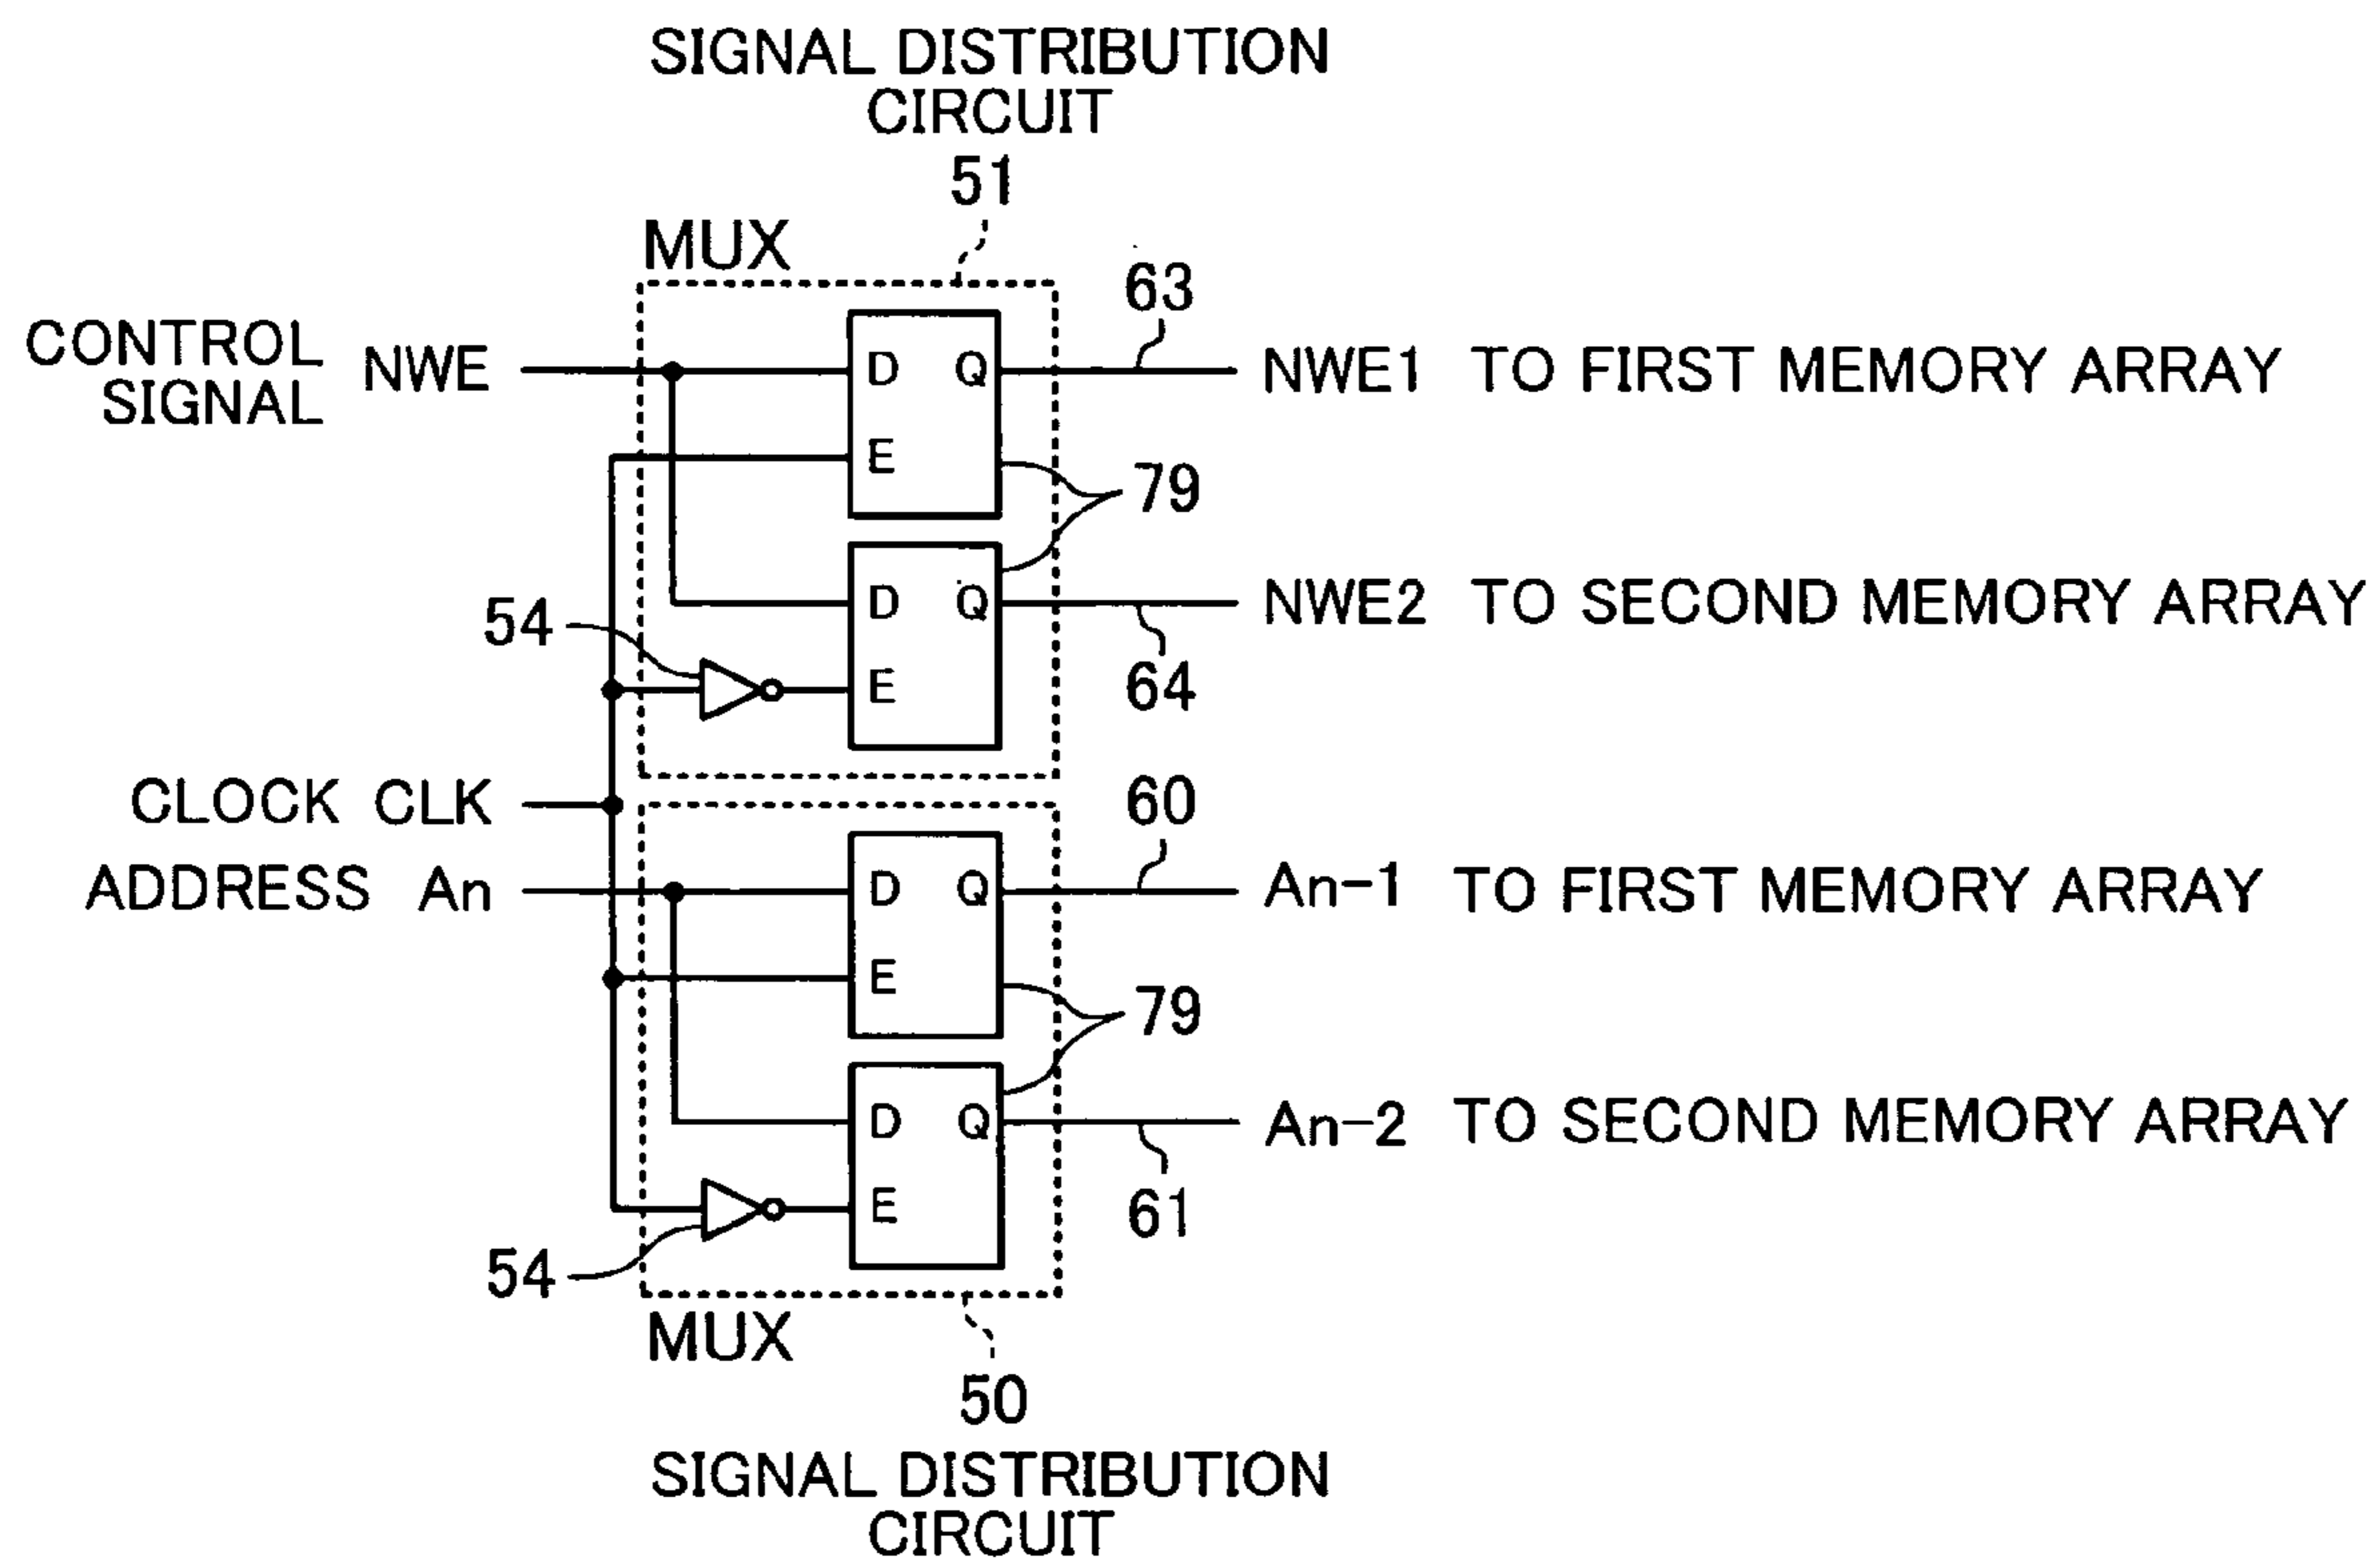 SIGNAL DISTRIBUTION
CIRCUIT
51
MUX
63
CONTROL
SIGNAL
NWE
D Q
NWE1 TO FIRST MEMORY ARRAY
E
79
54
D Q
NWE2 TO SECOND MEMORY ARRAY
E
64
CLOCK CLK
60
ADDRESS An
D Q
An-1 TO FIRST MEMORY ARRAY
E
79
D Q
An-2 TO SECOND MEMORY ARRAY
E
61
54
MUX
50
SIGNAL DISTRIBUTION
CIRCUIT